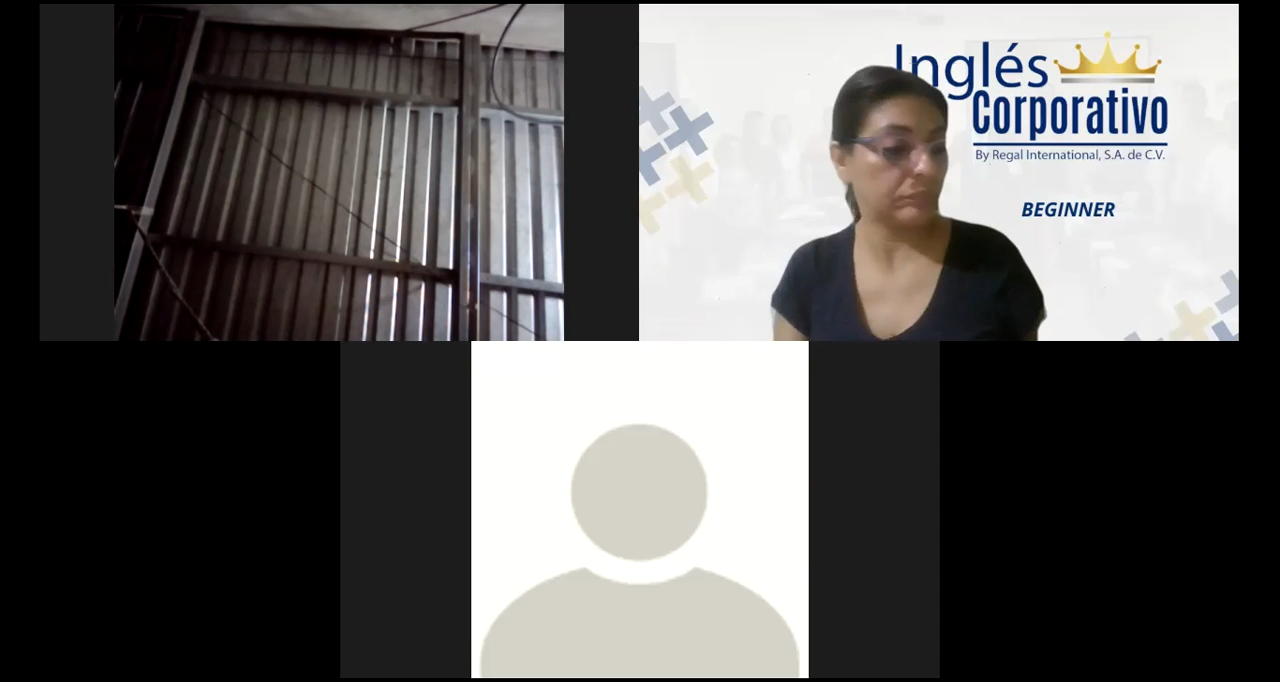 Inglés
Corporativo
By Regal International, S.A. de C.V.
BEGINNER